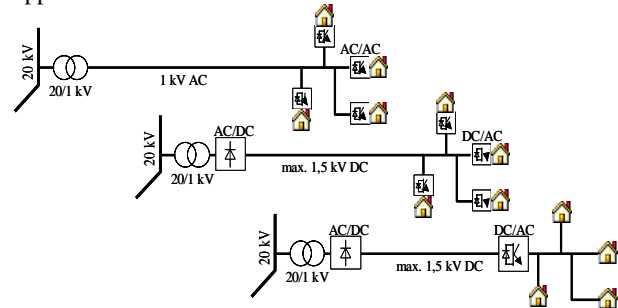 20 kV
20/1 kV
1 kV AC
AC/AC
20 kV
20/1 kV
AC/DC
max. 1,5 kV DC
DC/AC
20 kV
20/1 kV
AC/DC
max. 1,5 kV DC
DC/AC